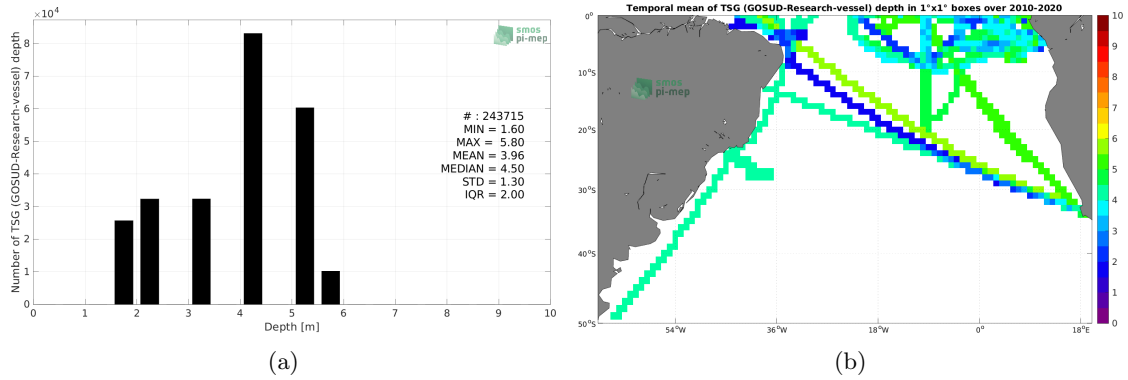 ×10⁴
8
7
6
5
4
3
2
1
0
Number of TSG (GOSUD-Research-vessel) depth
smos
pi-mep
# : 243715
MIN = 1.60
MAX = 5.80
MEAN = 3.96
MEDIAN = 4.50
STD = 1.30
IQR = 2.00
0 1 2 3 4 5 6 7 8 9 10
Depth [m]
(a)
Temporal mean of TSG (GOSUD-Research-vessel) depth in 1°x1° boxes over 2010-2020
0°
10°S
20°S
30°S
40°S
50°S
smos
pi-mep
54°W 36°W 18°W 0° 18°E
10
9
8
7
6
5
4
3
2
1
0
(b)